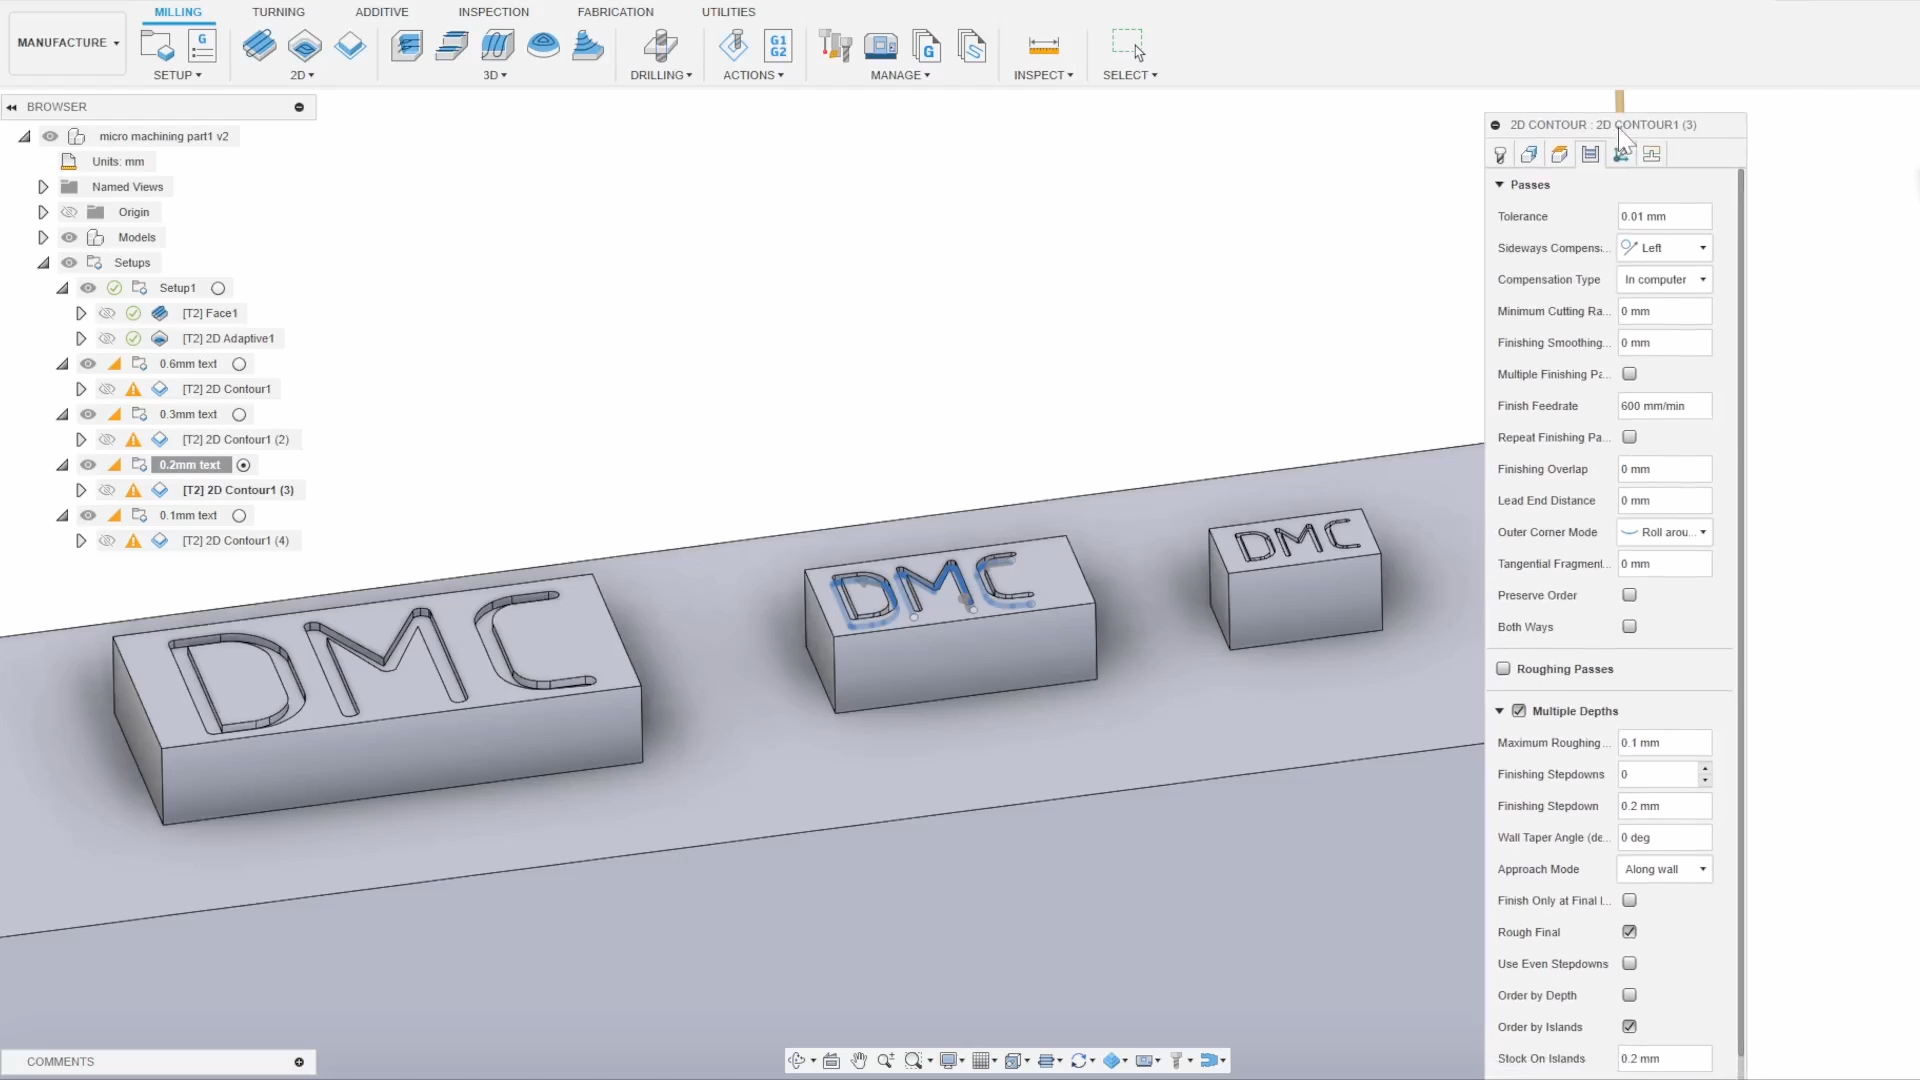 MILLING TURNING ADDITIVE INSPECTION FABRICATION UTILITIES
MANUFACTURE
SETUP 2D 3D DRILLING ACTIONS MANAGE INSPECT SELECT
G
G1
G2
G
BROWSER
micro machining part1 v2
Units: mm
Named Views
Origin
Models
Setups
Setup1
[T2] Face1
[T2] 2D Adaptive1
0.6mm text
[T2] 2D Contour1
0.3mm text
[T2] 2D Contour1 (2)
0.2mm text
[T2] 2D Contour1 (3)
0.1mm text
[T2] 2D Contour1 (4)
DMC
DMC
DMC
2D CONTOUR : 2D CONTOUR1 (3)
Passes
Tolerance 0.01 mm
Sideways Compens... Left
Compensation Type In computer
Minimum Cutting Ra... 0 mm
Finishing Smoothing... 0 mm
Multiple Finishing Pa...
Finish Feedrate 600 mm/min
Repeat Finishing Pa...
Finishing Overlap 0 mm
Lead End Distance 0 mm
Outer Corner Mode Roll arou...
Tangential Fragment... 0 mm
Preserve Order
Both Ways
Roughing Passes
Multiple Depths
Maximum Roughing ... 0.1 mm
Finishing Stepdowns 0
Finishing Stepdown 0.2 mm
Wall Taper Angle (de... 0 deg
Approach Mode Along wall
Finish Only at Final I...
Rough Final
Use Even Stepdowns
Order by Depth
Order by Islands
Stock On Islands 0.2 mm
COMMENTS